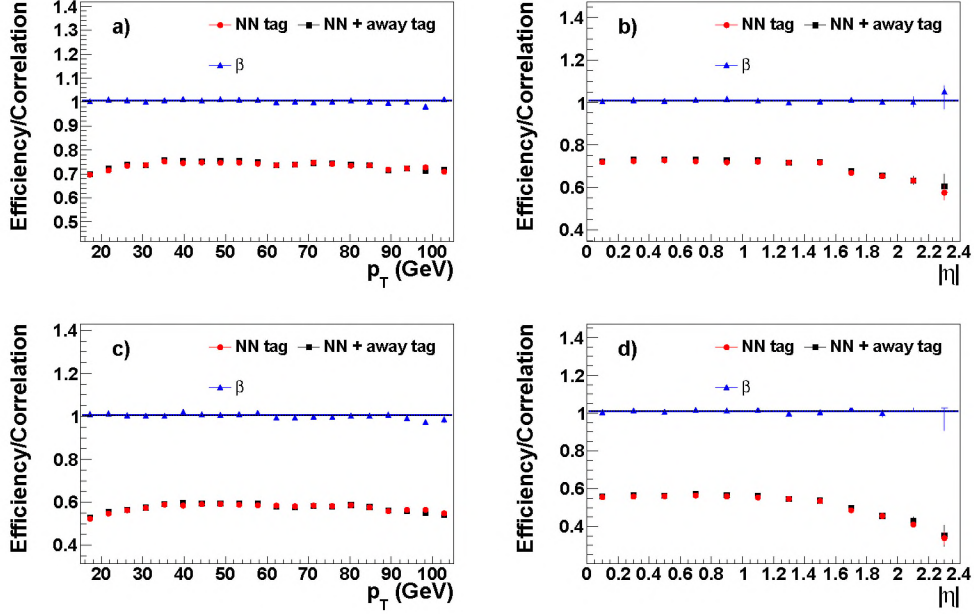 a) NN tag NN + away tag
β
Efficiency/Correlation
1.4
1.3
1.2
1.1
1
0.9
0.8
0.7
0.6
0.5
20 30 40 50 60 70 80 90 100
p_T (GeV)
b) NN tag NN + away tag
β
Efficiency/Correlation
1.4
1.2
1
0.8
0.6
0.4
0 0.2 0.4 0.6 0.8 1 1.2 1.4 1.6 1.8 2 2.2 2.4
|η|
c) NN tag NN + away tag
β
Efficiency/Correlation
1.4
1.2
1
0.8
0.6
0.4
20 30 40 50 60 70 80 90 100
p_T (GeV)
d) NN tag NN + away tag
β
Efficiency/Correlation
1.4
1.2
1
0.8
0.6
0.4
0 0.2 0.4 0.6 0.8 1 1.2 1.4 1.6 1.8 2 2.2 2.4
|η|